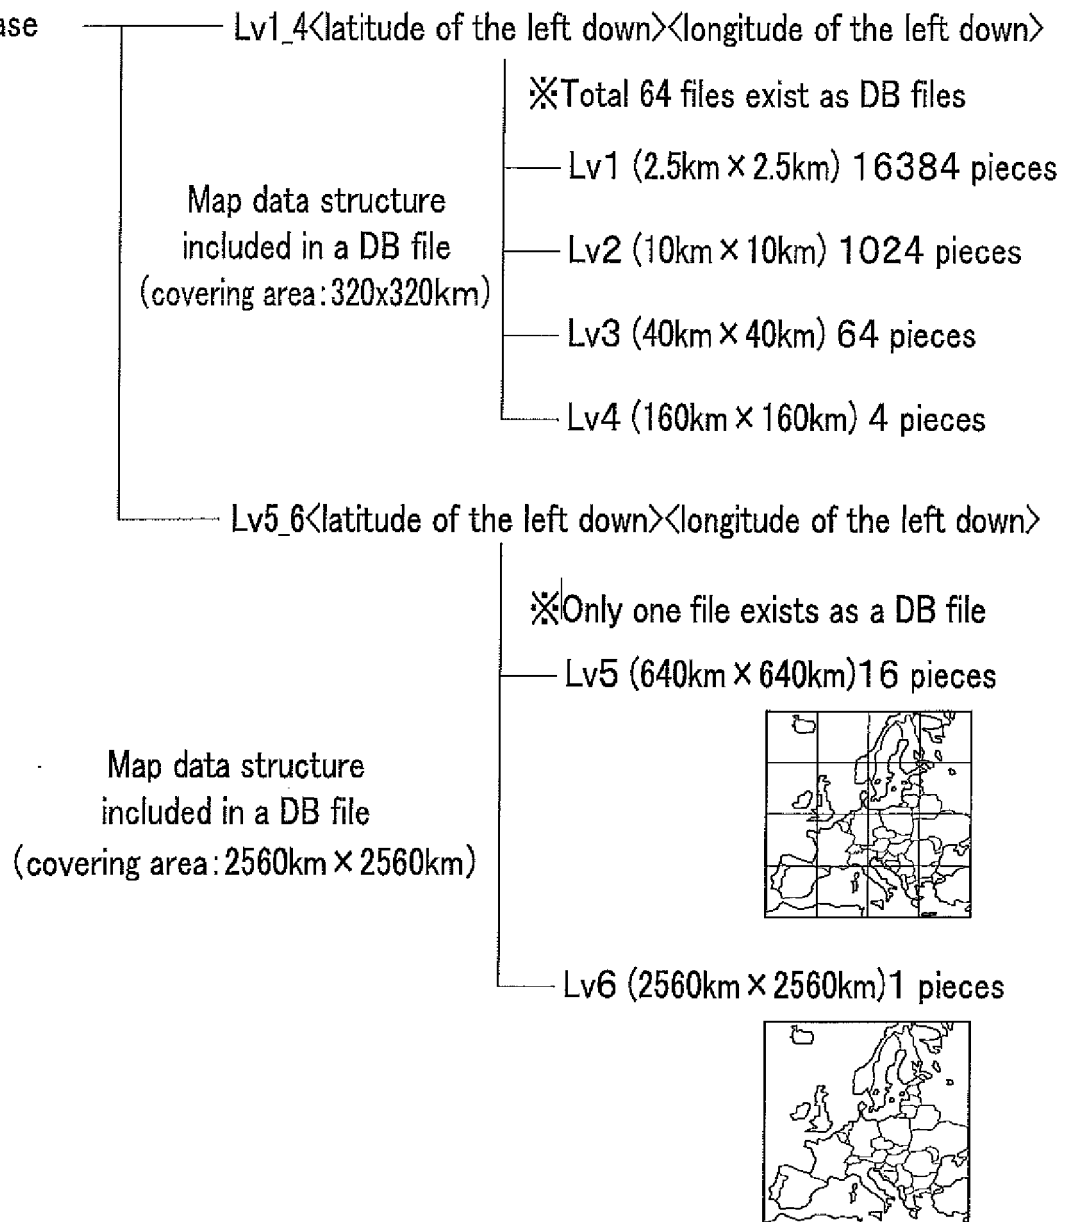 Lv1_4<latitude of the left down><longitude of the left down>
※Total 64 files exist as DB files
Lv1 (2.5km×2.5km) 16384 pieces
Map data structure
included in a DB file
(covering area:320x320km)
Lv2 (10km×10km) 1024 pieces
Lv3 (40km×40km) 64 pieces
Lv4 (160km×160km) 4 pieces
Lv5_6<latitude of the left down><longitude of the left down>
※Only one file exists as a DB file
Lv5 (640km×640km)16 pieces
Map data structure
included in a DB file
(covering area:2560km×2560km)
Lv6 (2560km×2560km)1 pieces